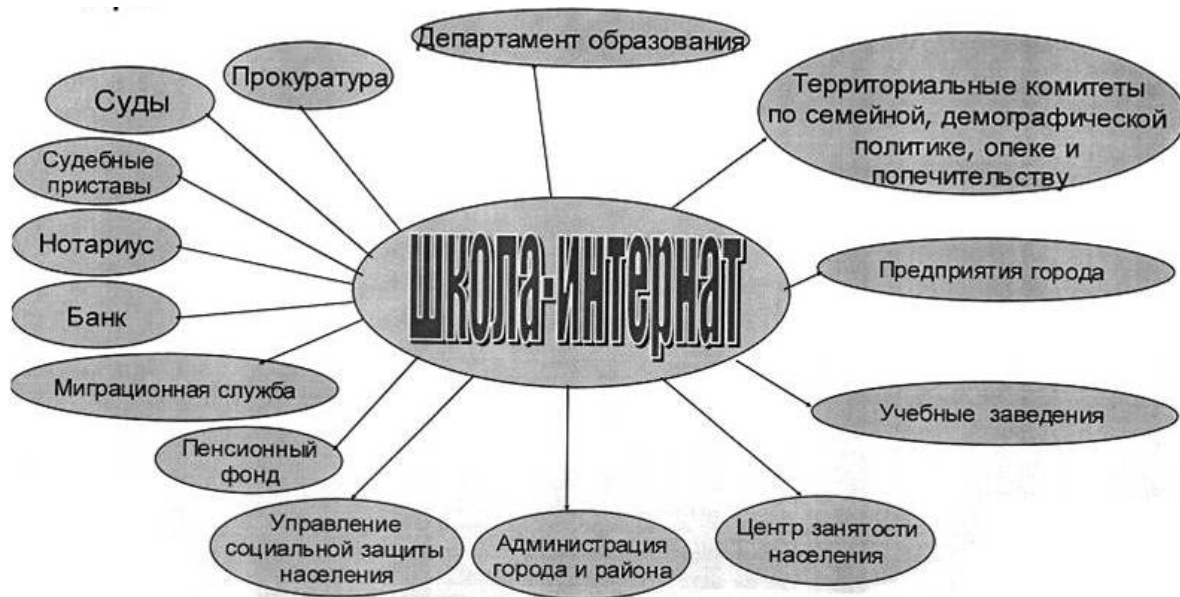 Департамент образования
Прокуратура
Суды
Территориальные комитеты
по семейной, демографической
политике, опеке и
попечительству
Судебные
приставы
Нотариус
ШКОЛА-ИНТЕРНАТ
Предприятия города
Банк
Миграционная служба
Учебные заведения
Пенсионный
фонд
Управление
социальной защиты
населения
Администрация
города и района
Центр занятости
населения